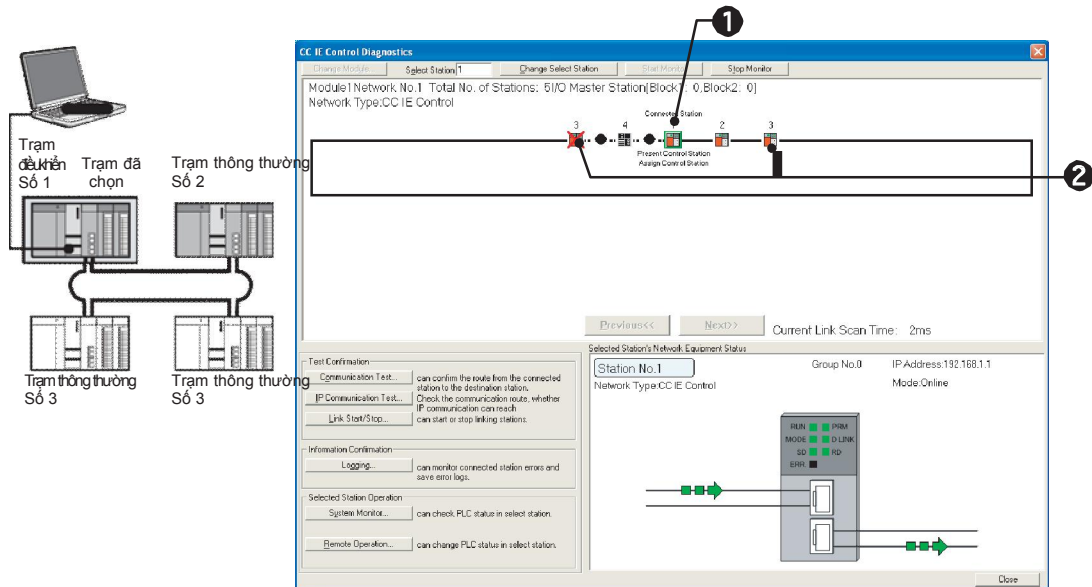 1
CC IE Control Diagnostics
Change Module...
Select Station 1
Change Select Station
Start Monitor
Stop Monitor
Module1 Network No.1 Total No. of Stations: 5I/O Master Station[Block1: 0,Block2: 0]
Network Type:CC IE Control
Connected Station
3
4
1
2
3
Present Control Station
Assign Control Station
2
Trạm
Số 1
Trạm đã
chọn
Trạm thông thường
Số 2
Trạm thông thường
Số 3
Trạm thông thường
Số 3
Previous<<
Next>>
Current Link Scan Time: 2ms
Test Confirmation
Communication Test...
can confirm the route from the connected
station to the destination station.
IP Communication Test...
Check the communication route, whether
IP communication can reach
Link Start/Stop...
can start or stop linking stations.
Information Confirmation
Logging...
can monitor connected station errors and
save error logs.
Selected Station Operation
System Monitor...
can check PLC status in select station.
Remote Operation...
can change PLC status in select station.
Selected Station's Network Equipment Status
Station No.1
Group No.0
IP Address:192.168.1.1
Network Type:CC IE Control
Mode:Online
RUN PRM
MODE D LINK
SD RD
ERR.
Close